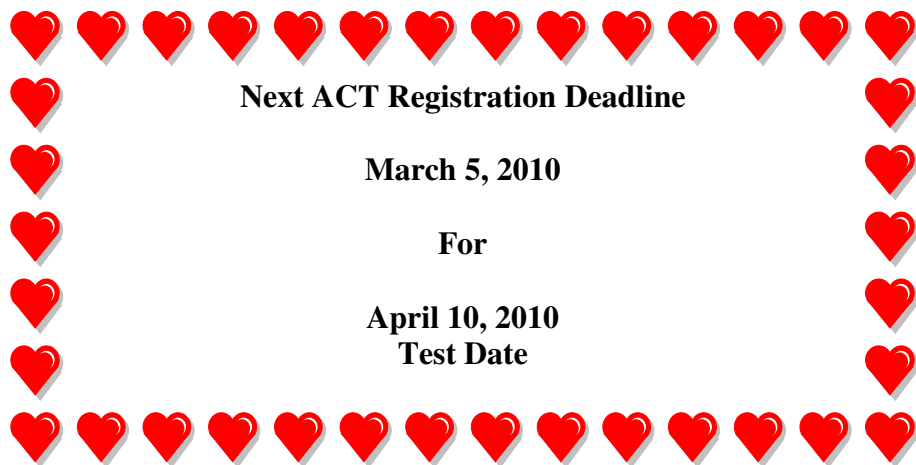 Next ACT Registration Deadline
March 5, 2010
For
April 10, 2010
Test Date